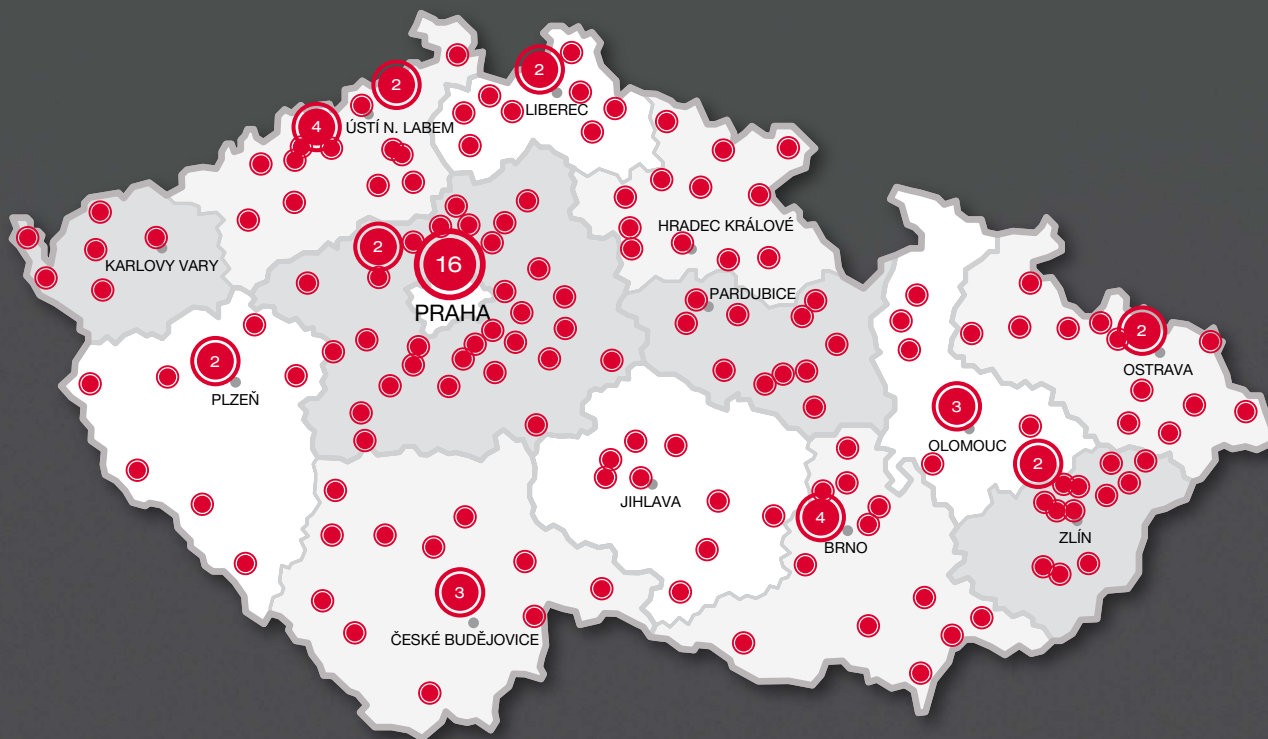 2
2
LIBEREC
4
ÚSTÍ N. LABEM
HRADEC KRÁLOVÉ
2
16
KARLOVY VARY
PARDUBICE
PRAHA
2
2
OSTRAVA
PLZEŇ
3
OLOMOUC
2
JIHLAVA
4
BRNO
ZLÍN
3
ČESKÉ BUDĚJOVICE